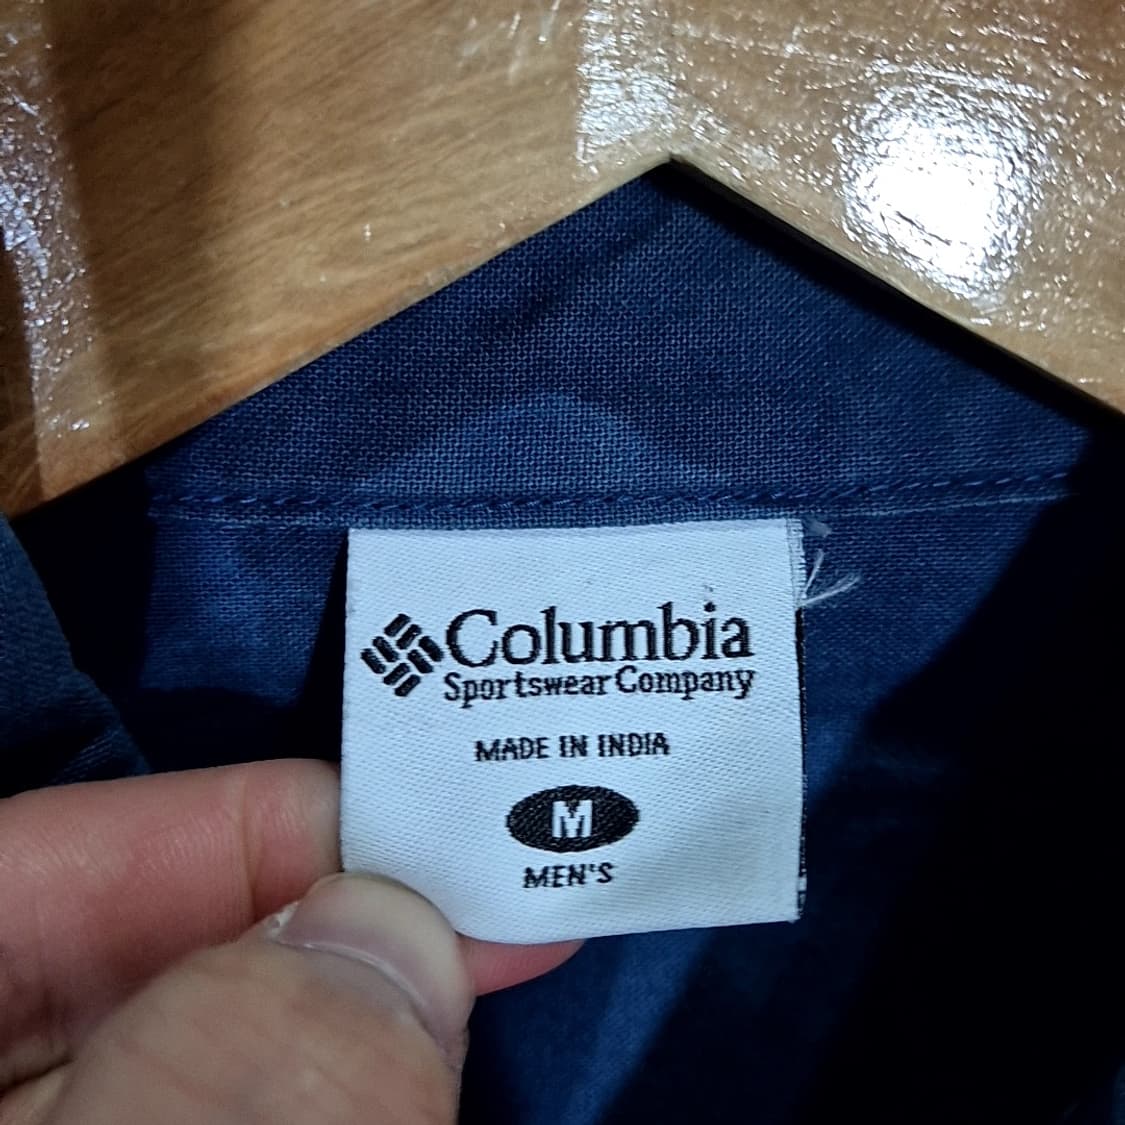 Columbia
Sportswear Company
MADE IN INDIA
M
MEN'S